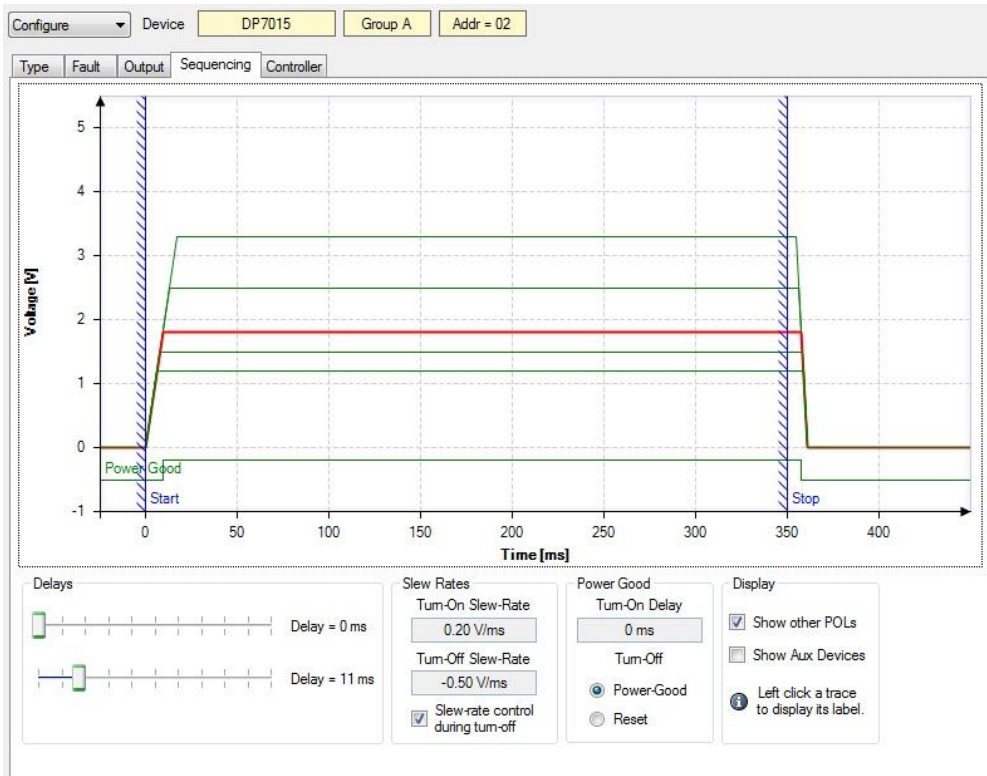 Configure Device DP7015 Group A Addr = 02
Type Fault Output Sequencing Controller
Voltage [V]
5
4
3
2
1
0
-1
Power-Good
Start
Stop
0 50 100 150 200 250 300 350 400
Time [ms]
Delays
Delay = 0 ms
Delay = 11 ms
Slew Rates
Turn-On Slew-Rate
0.20 V/ms
Turn-Off Slew-Rate
-0.50 V/ms
Slew-rate control
during turn-off
Power Good
Turn-On Delay
0 ms
Turn-Off
Power-Good
Reset
Display
Show other POLs
Show Aux Devices
Left click a trace
to display its label.